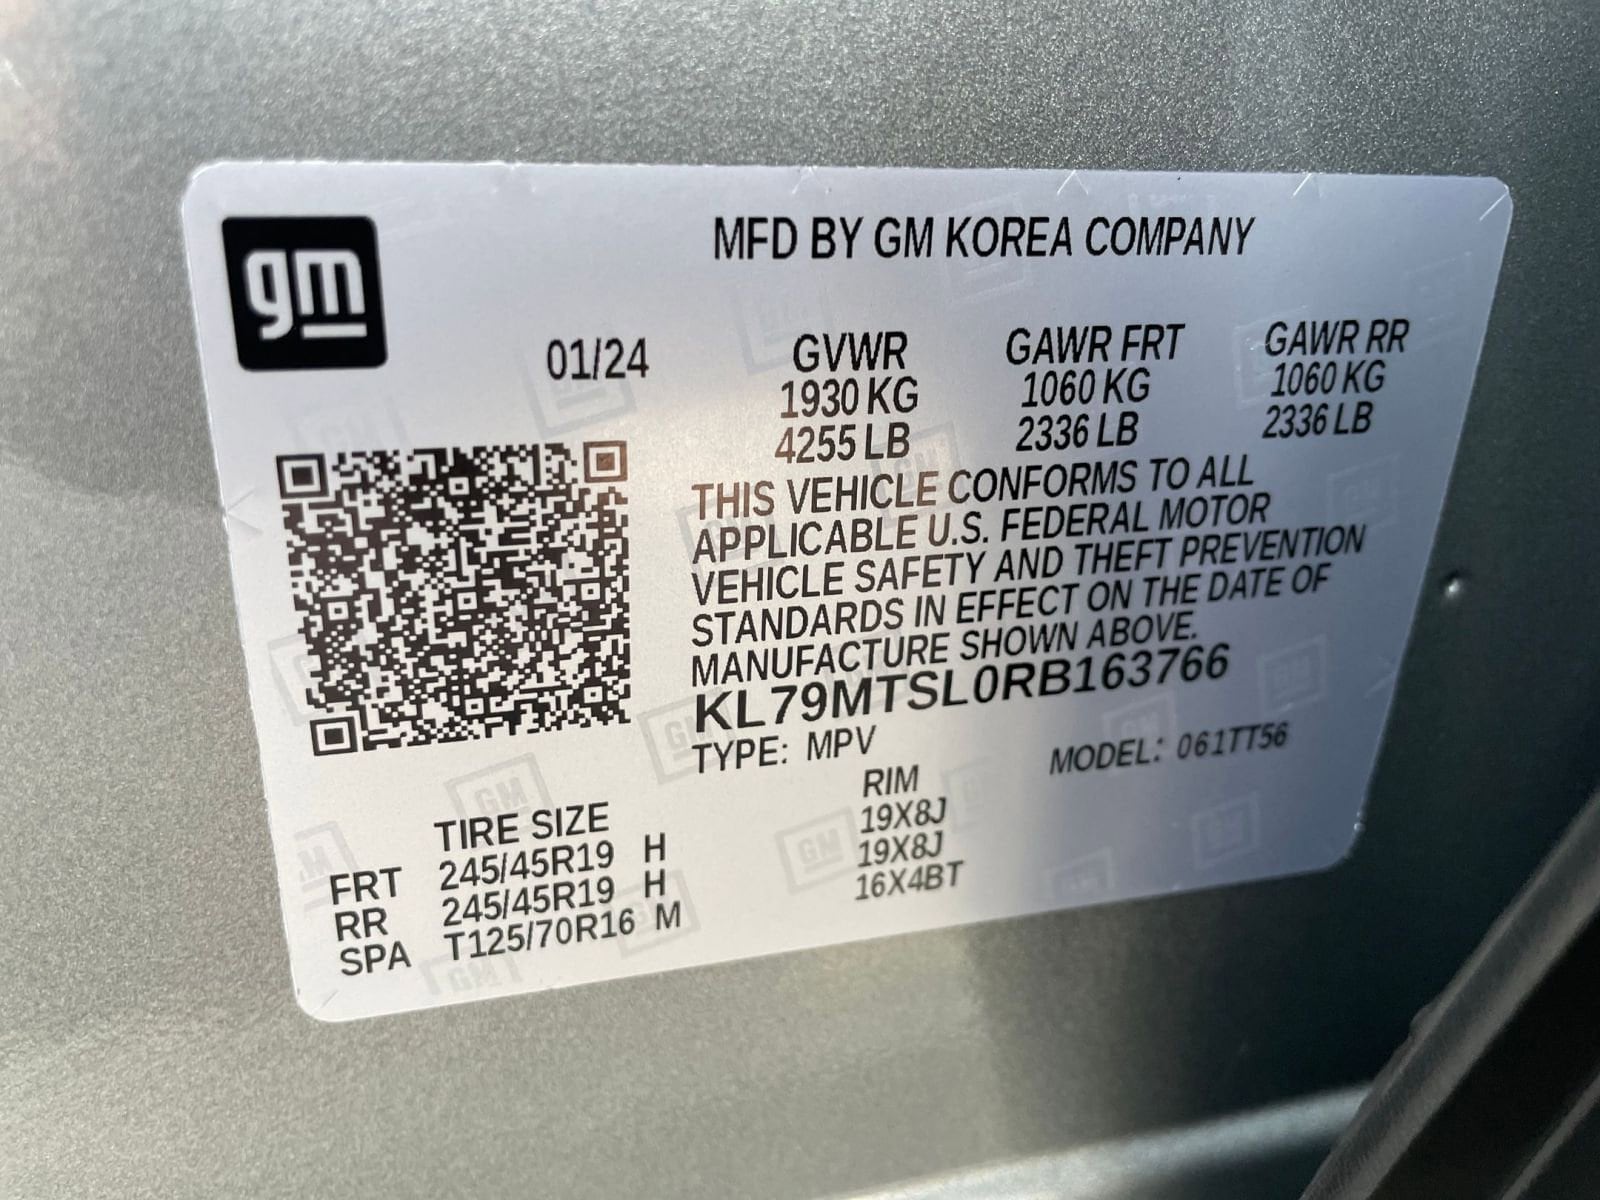 gm
MFD BY GM KOREA COMPANY
01/24
GVWR GAWR FRT GAWR RR
1930 KG 1060 KG 1060 KG
4255 LB 2336 LB 2336 LB
THIS VEHICLE CONFORMS TO ALL
APPLICABLE U.S. FEDERAL MOTOR
VEHICLE SAFETY AND THEFT PREVENTION
STANDARDS IN EFFECT ON THE DATE OF
MANUFACTURE SHOWN ABOVE.
KL79MTSL0RB163766
TYPE: MPV MODEL: 061TT56
TIRE SIZE RIM
FRT 245/45R19 H 19X8J
RR 245/45R19 H 19X8J
SPA T125/70R16 M 16X4BT